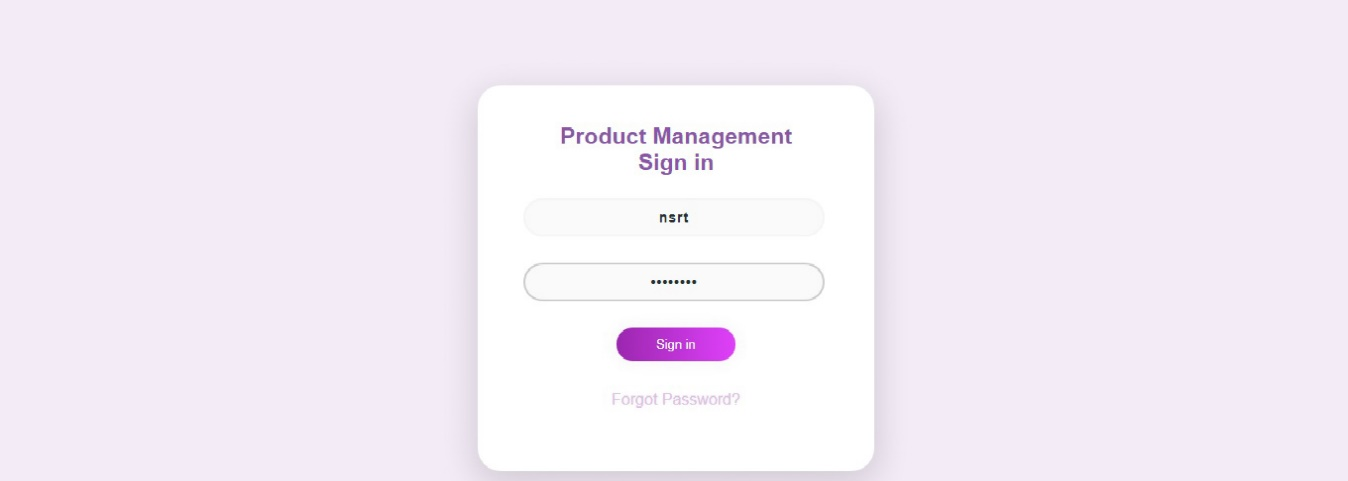 Product Management
Sign in
nsrt
••••••••
Sign in
Forgot Password?